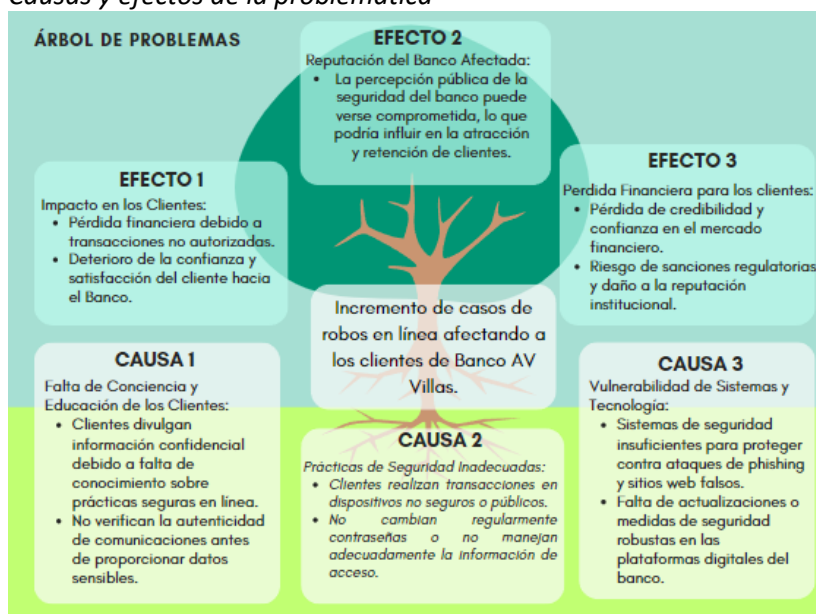 Causas y efectos de la problemática
ÁRBOL DE PROBLEMAS
EFECTO 2
Reputación del Banco Afectada:
• La percepción pública de la
seguridad del banco puede
verse comprometida, lo que
podría influir en la atracción
y retención de clientes.
EFECTO 1
Impacto en los Clientes:
• Pérdida financiera debido a
transacciones no autorizadas.
• Deterioro de la confianza y
satisfacción del cliente hacia
el Banco.
EFECTO 3
Perdida Financiera para los clientes:
• Pérdida de credibilidad y
confianza en el mercado
financiero.
• Riesgo de sanciones regulatorias
y daño a la reputación
institucional.
Incremento de casos de
robos en línea afectando a
los clientes de Banco AV
Villas.
CAUSA 1
Falta de Conciencia y
Educación de los Clientes:
• Clientes divulgan
información confidencial
debido a falta de
conocimiento sobre
prácticas seguras en línea.
• No verifican la autenticidad
de comunicaciones antes
de proporcionar datos
sensibles.
CAUSA 2
Prácticas de Seguridad Inadecuadas:
• Clientes realizan transacciones en
dispositivos no seguros o públicos.
• No cambian regularmente
contraseñas o no manejan
adecuadamente la información de
acceso.
CAUSA 3
Vulnerabilidad de Sistemas y
Tecnología:
• Sistemas de seguridad
insuficientes para proteger
contra ataques de phishing
y sitios web falsos.
• Falta de actualizaciones o
medidas de seguridad
robustas en las
plataformas digitales del
banco.